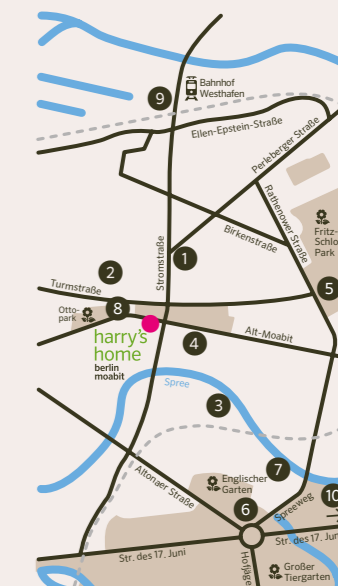 Bahnhof
Westhafen
9
Ellen-Epstein-Straße
Perleberger Straße
Rathenower Straße
Birkenstraße
Fritz-
Schlo
Park
Stromstraße
1
2
Turmstraße
5
Otto-
park
8
harry's
home
berlin
moabit
4
Alt-Moabit
Spree
3
7
Englischer
Garten
Altonaer Straße
6
Spreeweg
10
Str. des 17. Juni
Str. des 17. Ju
Hofjäge
Großer
Tiergarten